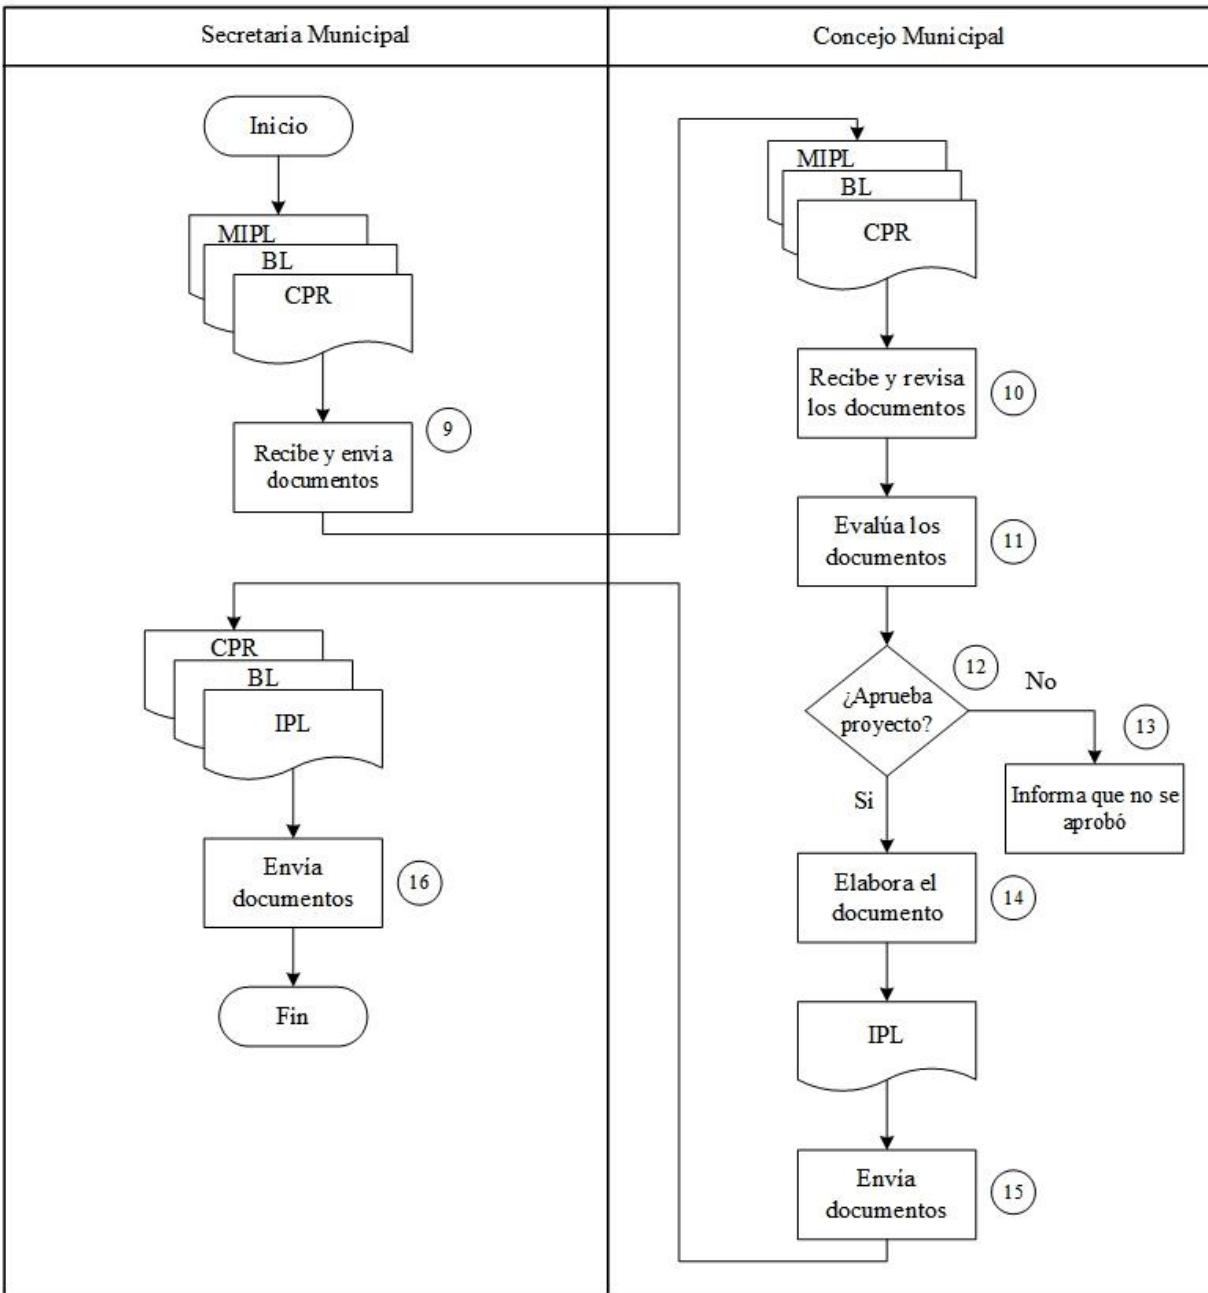 Secretaria Municipal
Concejo Municipal
Inicio
MIPL
BL
CPR
9
Recibe y envia
documentos
MIPL
BL
CPR
Recibe y revisa
los documentos
10
Evalúa los
documentos
11
¿Aprueba
proyecto?
12
No
13
Informa que no se
aprobó
Si
Elabora el
documento
14
IPL
Envía
documentos
15
CPR
BL
IPL
Envía
documentos
16
Fin